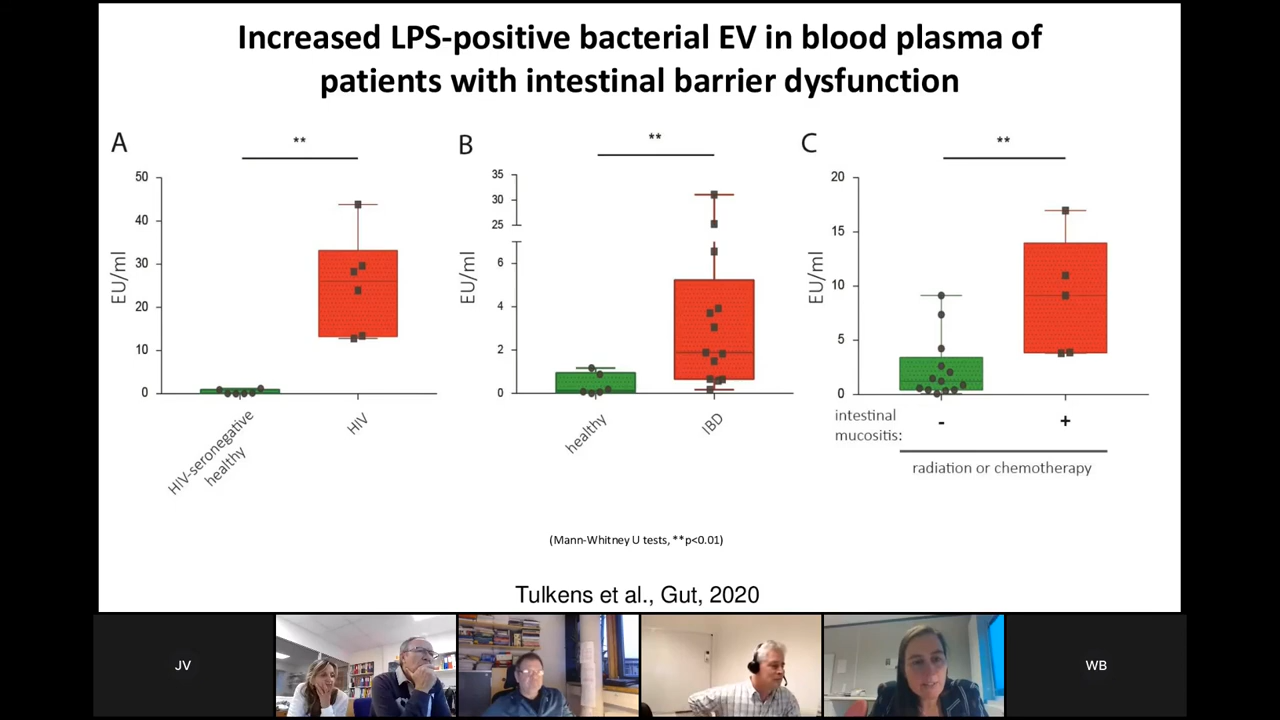 Increased LPS-positive bacterial EV in blood plasma of
patients with intestinal barrier dysfunction
A
**
50
40
30
20
10
0
EU/ml
HIV-seronegative
healthy
HIV
B
**
35
30
25
6
4
2
0
EU/ml
healthy
IBD
C
**
20
15
10
5
0
EU/ml
intestinal
mucositis:
-
+
radiation or chemotherapy
(Mann-Whitney U tests, **p<0.01)
Tulkens et al., Gut, 2020
JV
WB